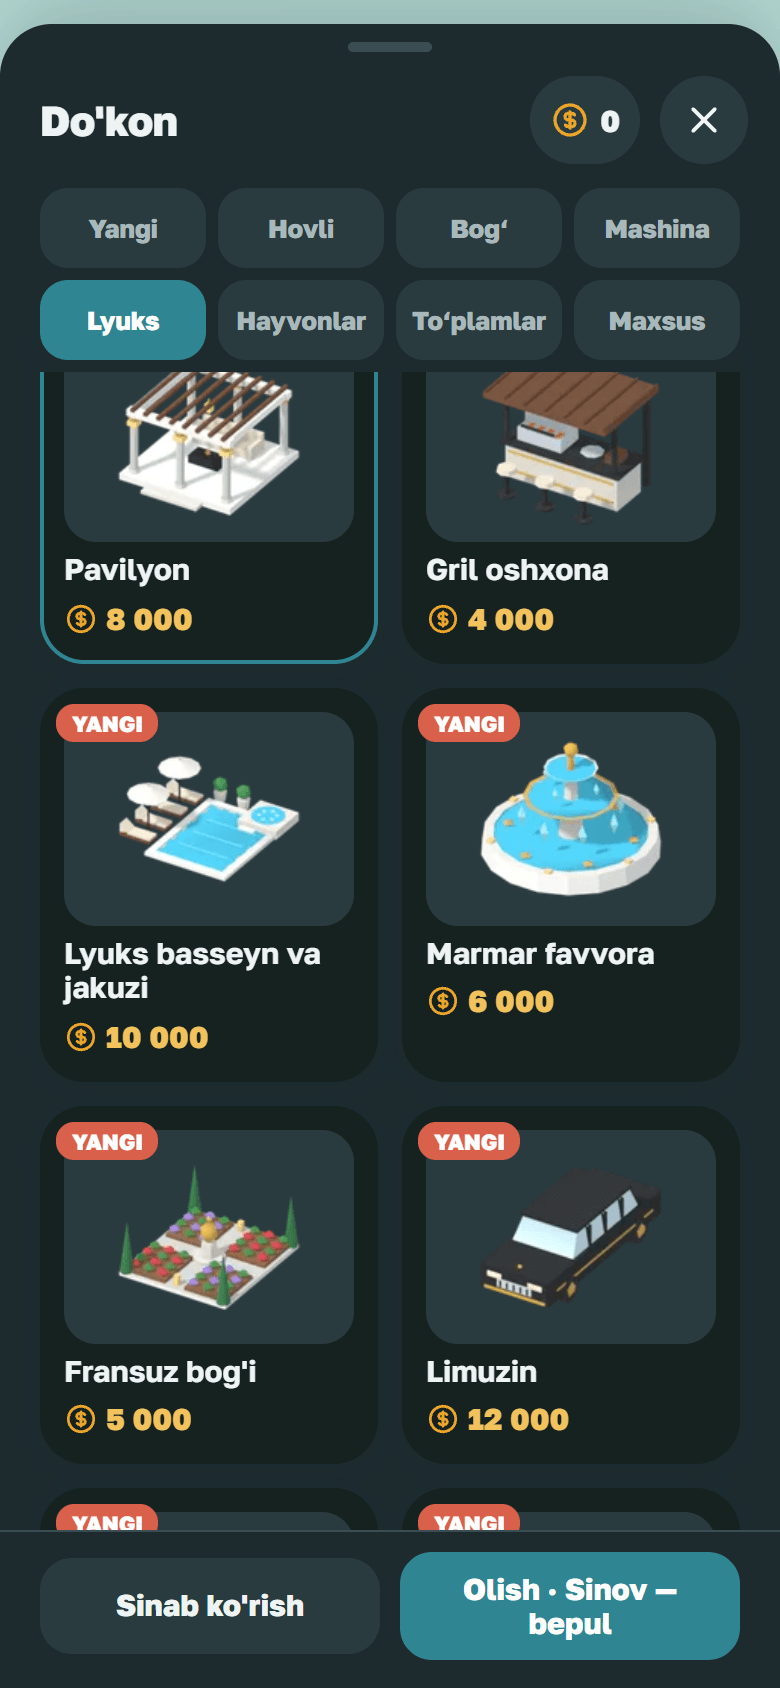 Do'kon
0
Yangi
Hovli
Bog‘
Mashina
Lyuks
Hayvonlar
To‘plamlar
Maxsus
Pavilyon
8 000
Gril oshxona
4 000
YANGI
Lyuks basseyn va
jakuzi
10 000
YANGI
Marmar favvora
6 000
YANGI
Fransuz bog'i
5 000
YANGI
Limuzin
12 000
YANGI
YANGI
Sinab ko'rish
Olish · Sinov —
bepul